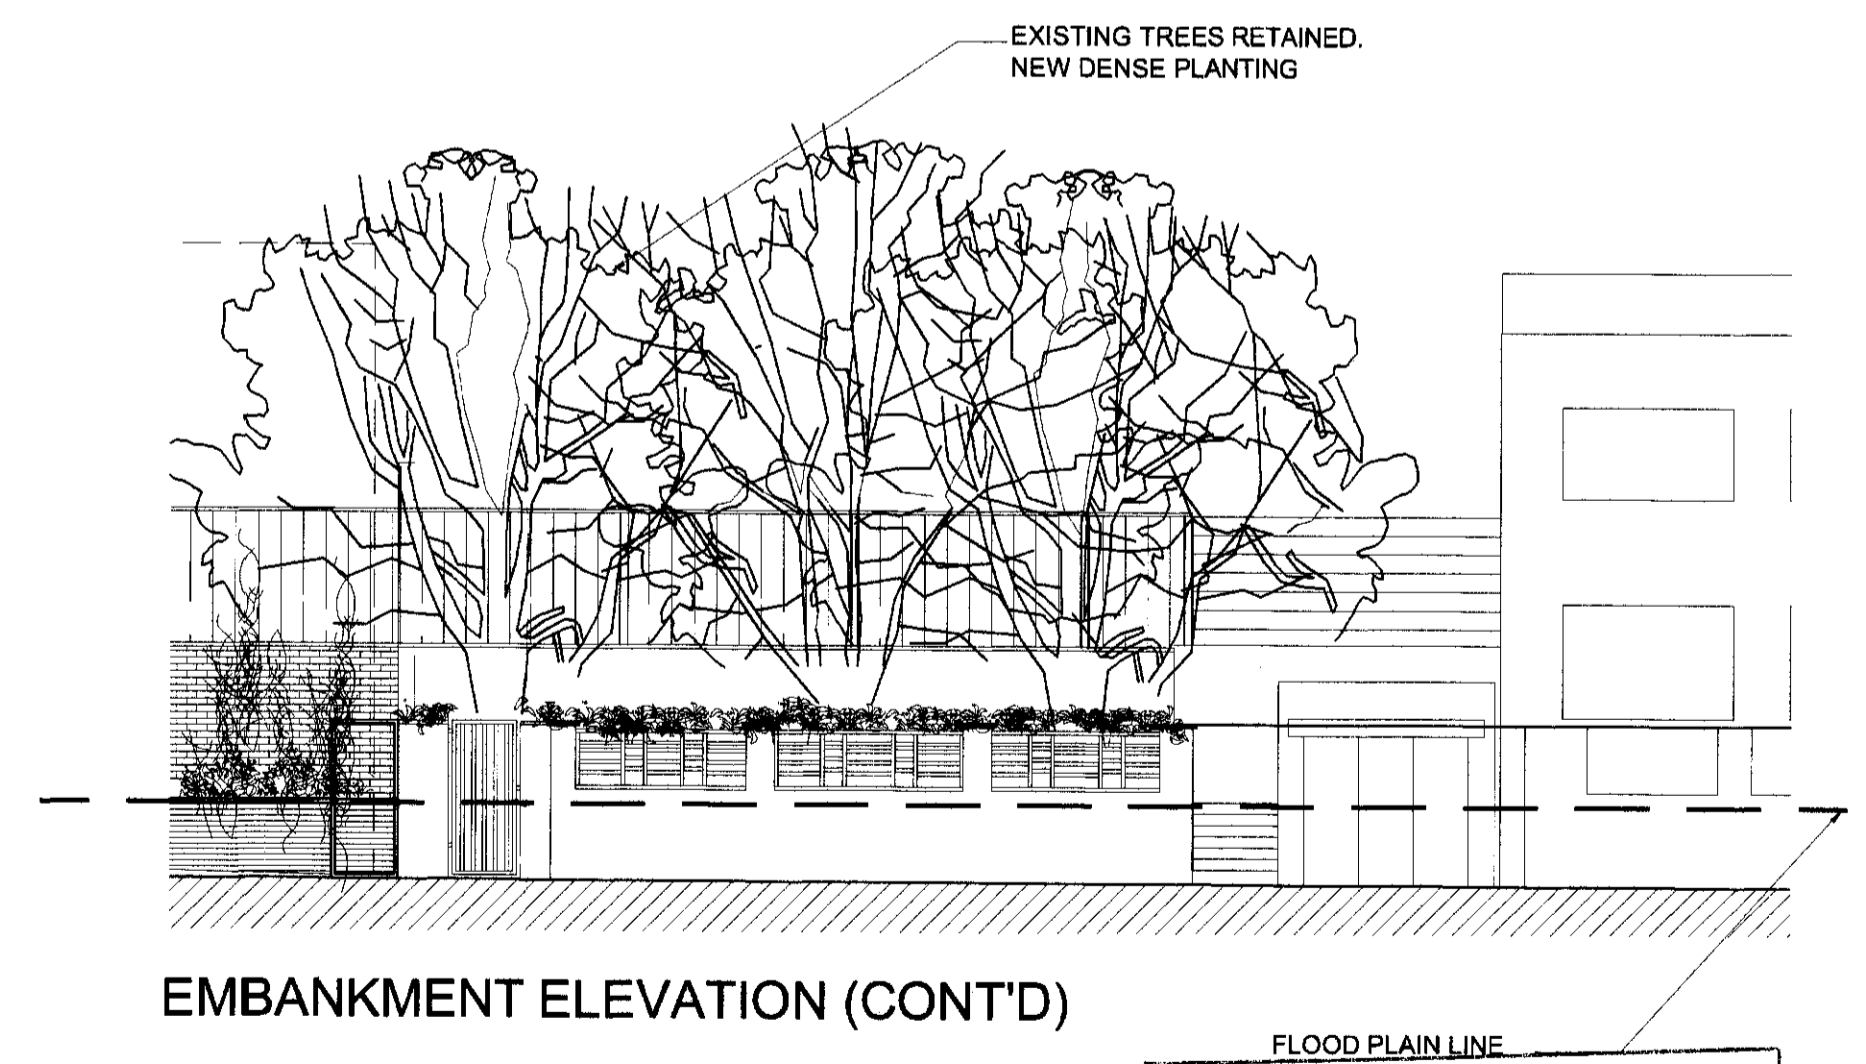 EXISTING TREES RETAINED.
NEW DENSE PLANTING
EMBANKMENT ELEVATION (CONT'D)
FLOOD PLAIN LINE